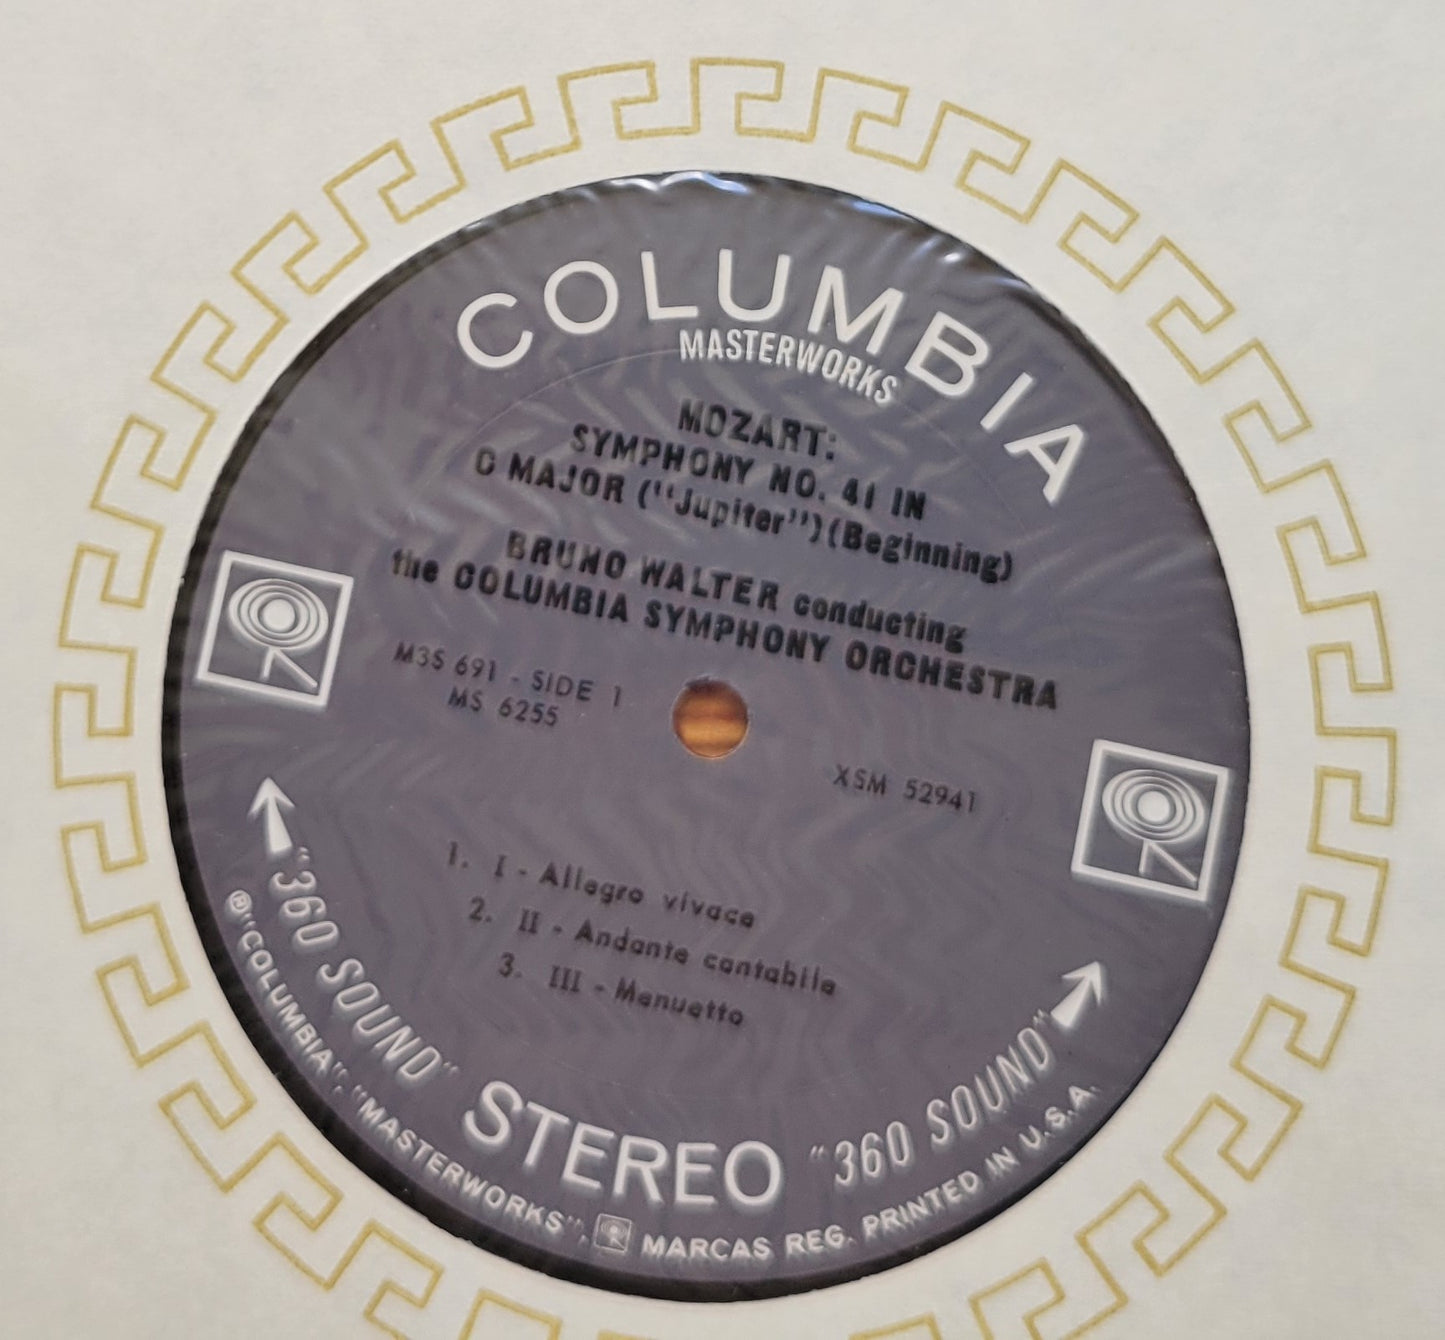 COLUMBIA
MASTERWORKS
MOZART:
SYMPHONY NO. 41 IN
C MAJOR ("Jupiter")(Beginning)
BRUNO WALTER conducting
the COLUMBIA SYMPHONY ORCHESTRA
M3S 691 - SIDE 1
MS 6255
XSM 52941
1. I - Allegro vivace
2. II - Andante cantabile
3. III - Menuetto
"360 SOUND" STEREO "360 SOUND"
® "COLUMBIA", "MASTERWORKS", MARCAS REG. PRINTED IN U.S.A.